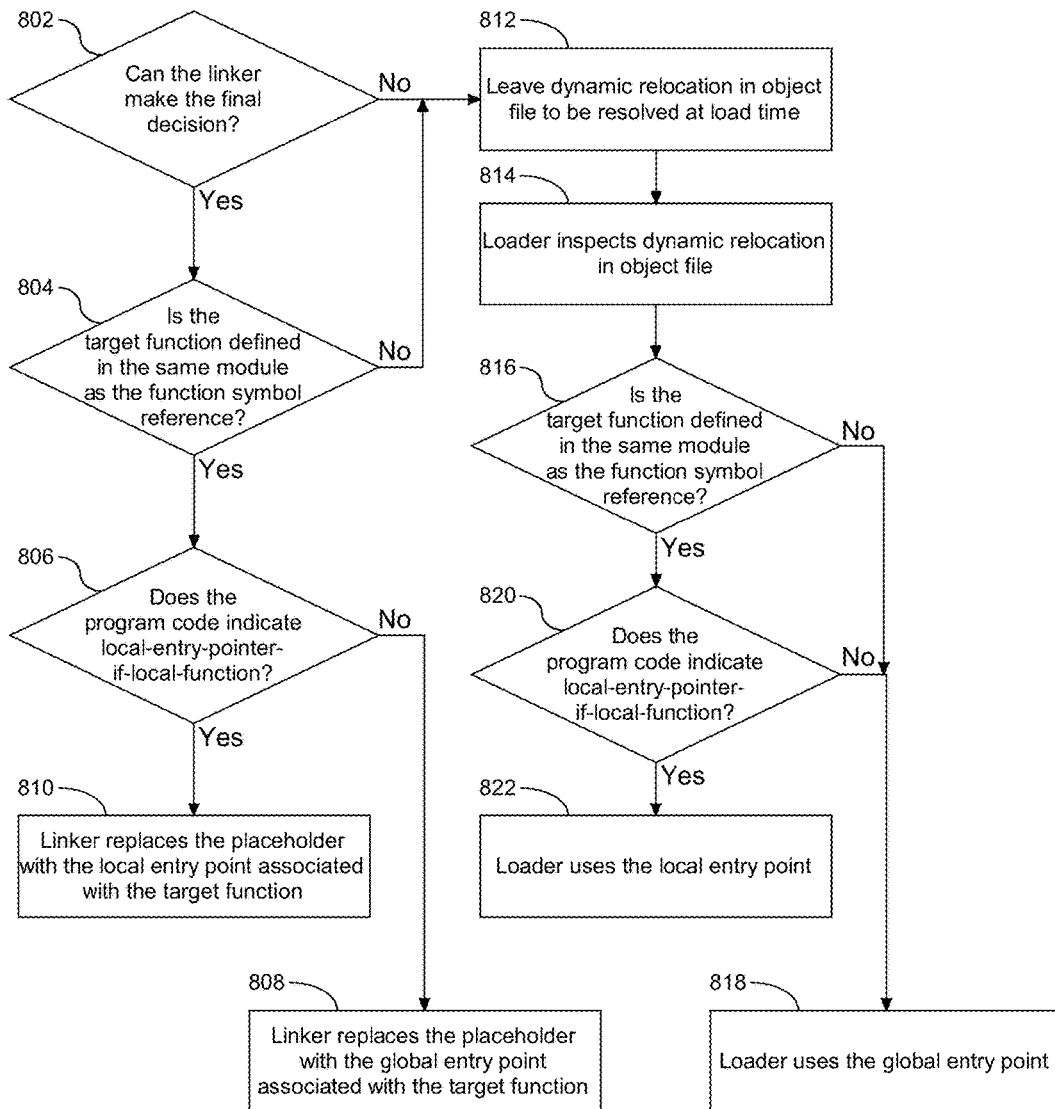 802
Can the linker
make the final
decision?
No
Yes
804
Is the
target function defined
in the same module
as the function symbol
reference?
No
Yes
806
Does the
program code indicate
local-entry-pointer-
if-local-function?
No
Yes
810
Linker replaces the placeholder
with the local entry point associated
with the target function
808
Linker replaces the placeholder
with the global entry point
associated with the target function
812
Leave dynamic relocation in object
file to be resolved at load time
814
Loader inspects dynamic relocation
in object file
816
Is the
target function defined
in the same module
as the function symbol
reference?
No
Yes
820
Does the
program code indicate
local-entry-pointer-
if-local-function?
No
Yes
822
Loader uses the local entry point
818
Loader uses the global entry point